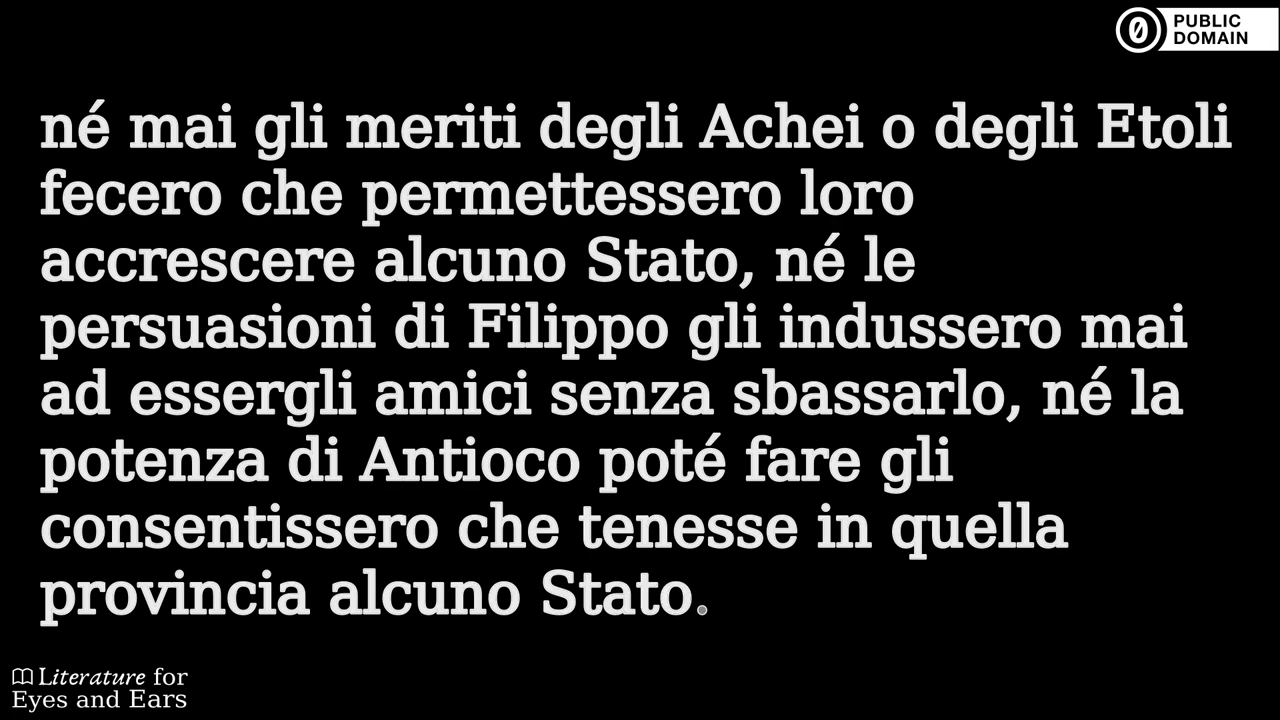 PUBLIC
DOMAIN
né mai gli meriti degli Achei o degli Etoli
fecero che permettessero loro
accrescere alcuno Stato, né le
persuasioni di Filippo gli indussero mai
ad essergli amici senza sbassarlo, né la
potenza di Antioco poté fare gli
consentissero che tenesse in quella
provincia alcuno Stato.
Literature for
Eyes and Ears